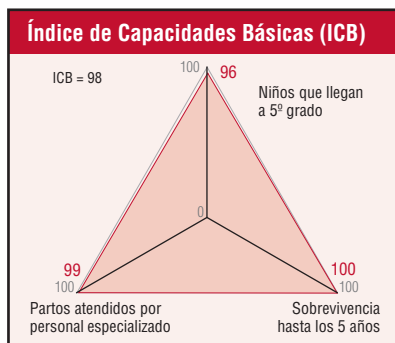 Índice de Capacidades Básicas (ICB)
ICB = 98
100
96
Niños que llegan
a 5º grado
0
99
100
100
100
Partos atendidos por
personal especializado
Sobrevivencia
hasta los 5 años